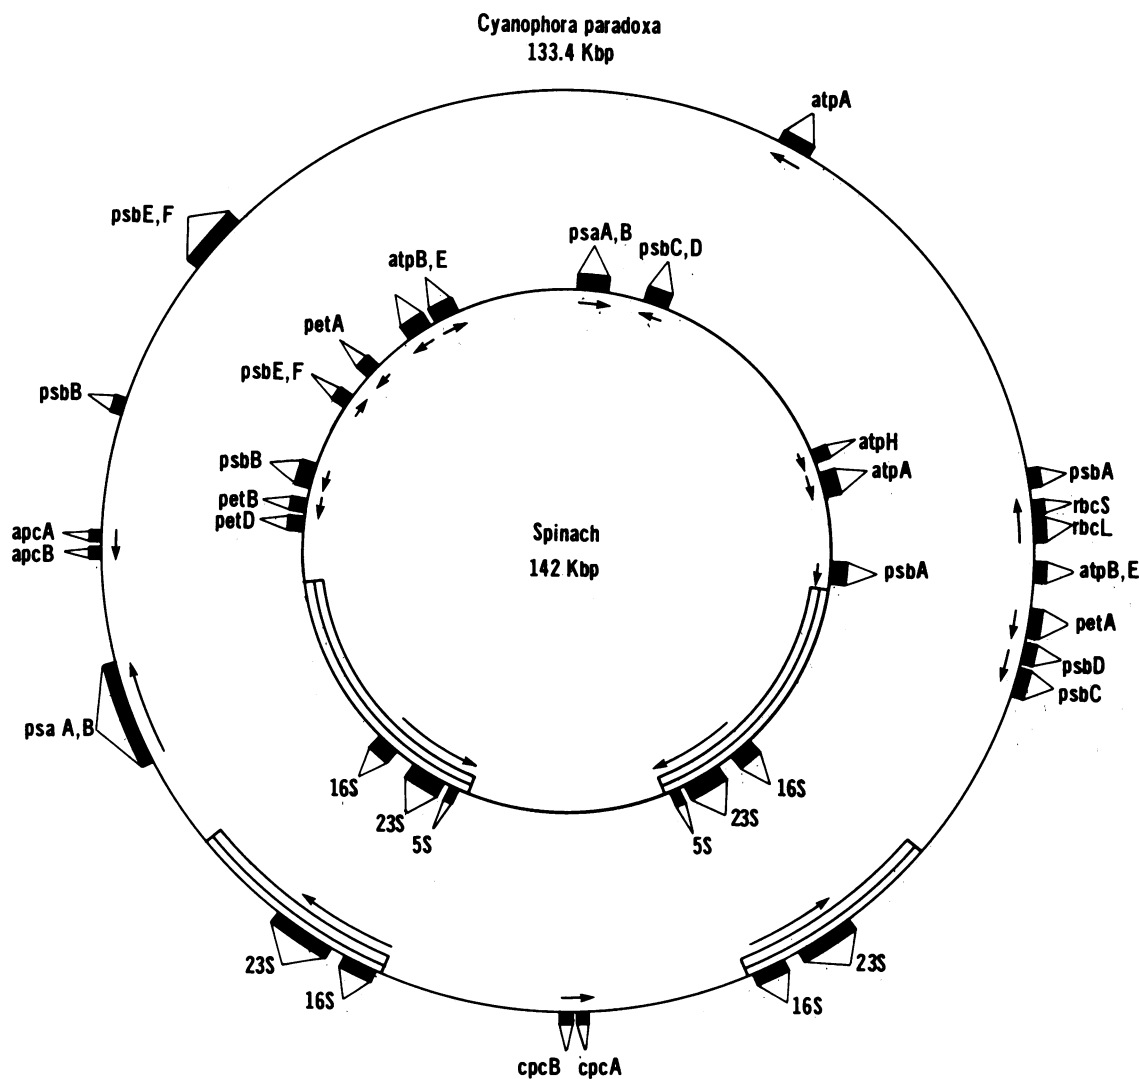 Cyanophora paradoxa
133.4 Kbp
atpA
psbE,F
psaA,B
psbC,D
atpB,E
petA
psbE,F
psbB
psbB
petB
petD
atpH
atpA
psbA
rbcS
rbcL
apcA
apcB
Spinach
142 Kbp
psbA
atpB,E
petA
psbD
psbC
psa A,B
16S
23S
5S
16S
23S
5S
23S
16S
23S
16S
cpcB
cpcA